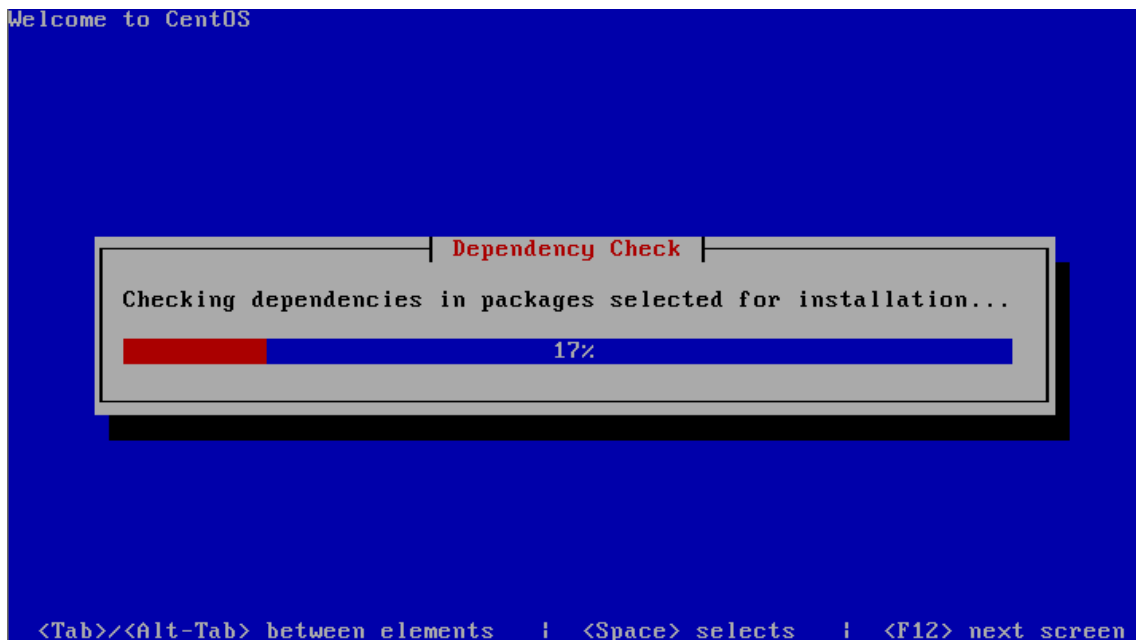 Welcome to CentOS
Dependency Check
Checking dependencies in packages selected for installation...
17%
<Tab>/<Alt-Tab> between elements | <Space> selects | <F12> next screen